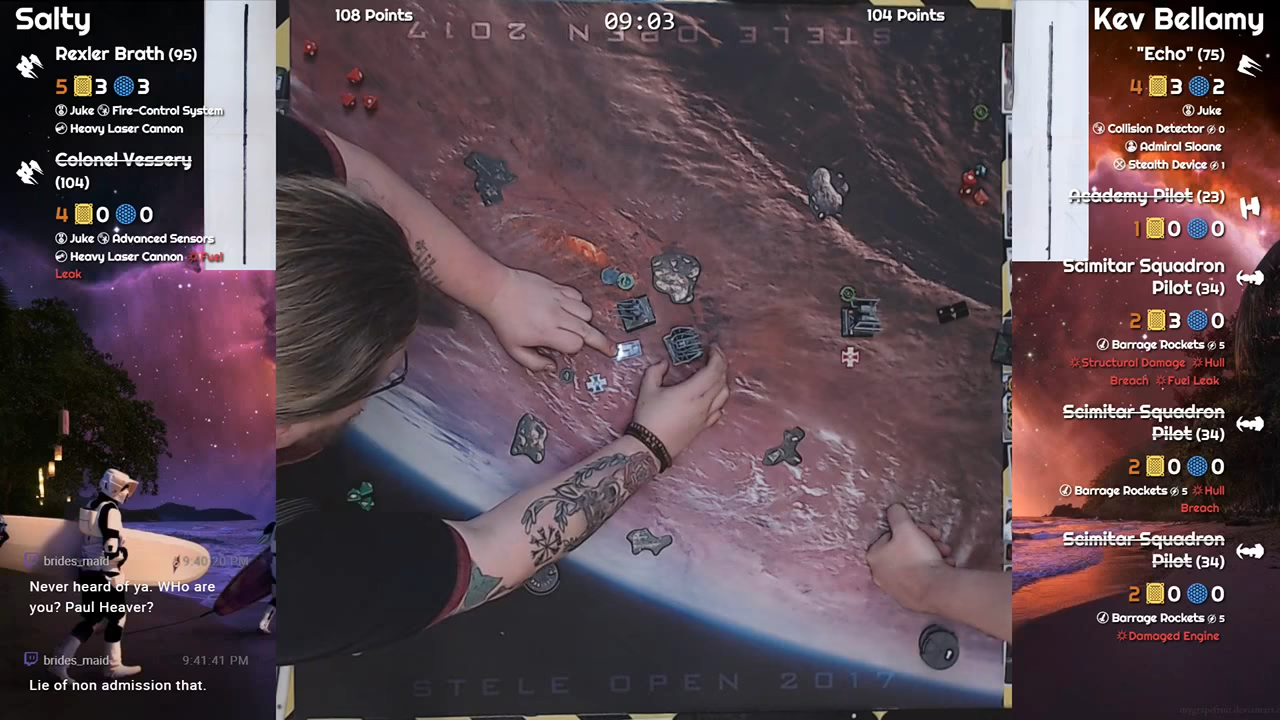 Salty
Rexler Brath (95)
5 3 3
Juke Fire-Control System
Heavy Laser Cannon
Colonel Vessery
(104)
4 0 0
Juke Advanced Sensors
Heavy Laser Cannon Fuel
Leak
brides_maid 9:40:20 PM
Never heard of ya. WHo are
you? Paul Heaver?
brides_maid 9:41:41 PM
Lie of non admission that.
108 Points
09:03
104 Points
STELE OPEN 2017
STELE OPEN 2017
Kev Bellamy
"Echo" (75)
4 3 2
Juke
Collision Detector 0
Admiral Sloane
Stealth Device 1
Academy Pilot (23)
1 0 0
Scimitar Squadron
Pilot (34)
2 3 0
Barrage Rockets 5
Structural Damage Hull
Breach Fuel Leak
Scimitar Squadron
Pilot (34)
2 0 0
Barrage Rockets 5 Hull
Breach
Scimitar Squadron
Pilot (34)
2 0 0
Barrage Rockets 5
Damaged Engine